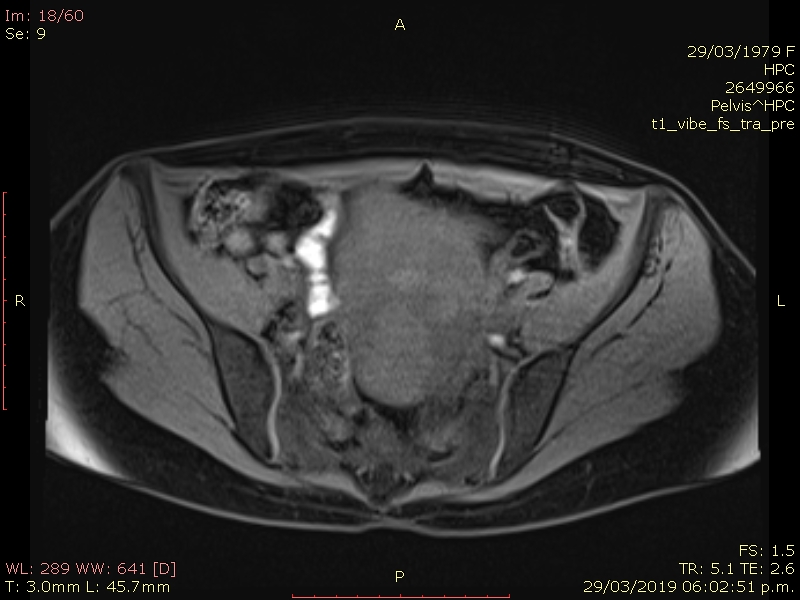 Im: 18/60
Se: 9
A
29/03/1979 F
HPC
2649966
Pelvis^HPC
t1_vibe_fs_tra_pre
R
L
WL: 289 WW: 641 [D]
T: 3.0mm L: 45.7mm
P
FS: 1.5
TR: 5.1 TE: 2.6
29/03/2019 06:02:51 p.m.